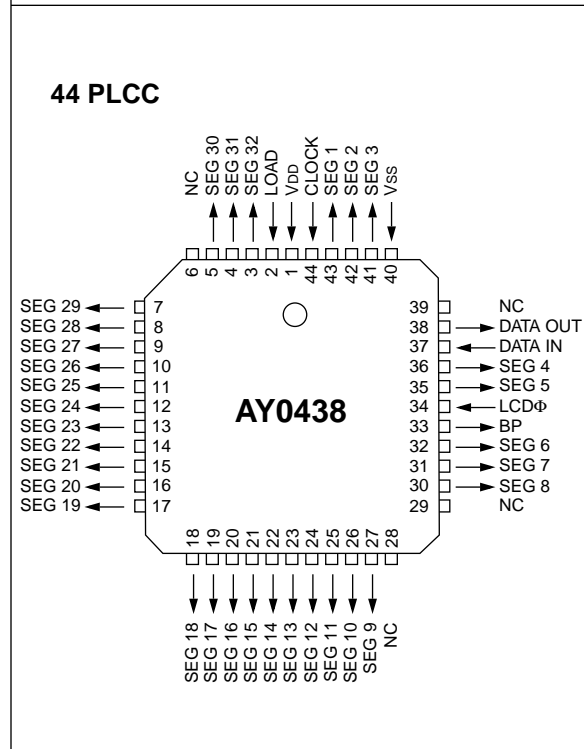 44 PLCC
NC
SEG 30
SEG 31
SEG 32
LOAD
VDD
CLOCK
SEG 1
SEG 2
SEG 3
VSS
6
5
4
3
2
1
44
43
42
41
40
SEG 29 7
SEG 28 8
SEG 27 9
SEG 26 10
SEG 25 11
SEG 24 12
SEG 23 13
SEG 22 14
SEG 21 15
SEG 20 16
SEG 19 17
AY0438
39 NC
38 DATA OUT
37 DATA IN
36 SEG 4
35 SEG 5
34 LCDΦ
33 BP
32 SEG 6
31 SEG 7
30 SEG 8
29 NC
18
19
20
21
22
23
24
25
26
27
28
SEG 18
SEG 17
SEG 16
SEG 15
SEG 14
SEG 13
SEG 12
SEG 11
SEG 10
SEG 9
NC